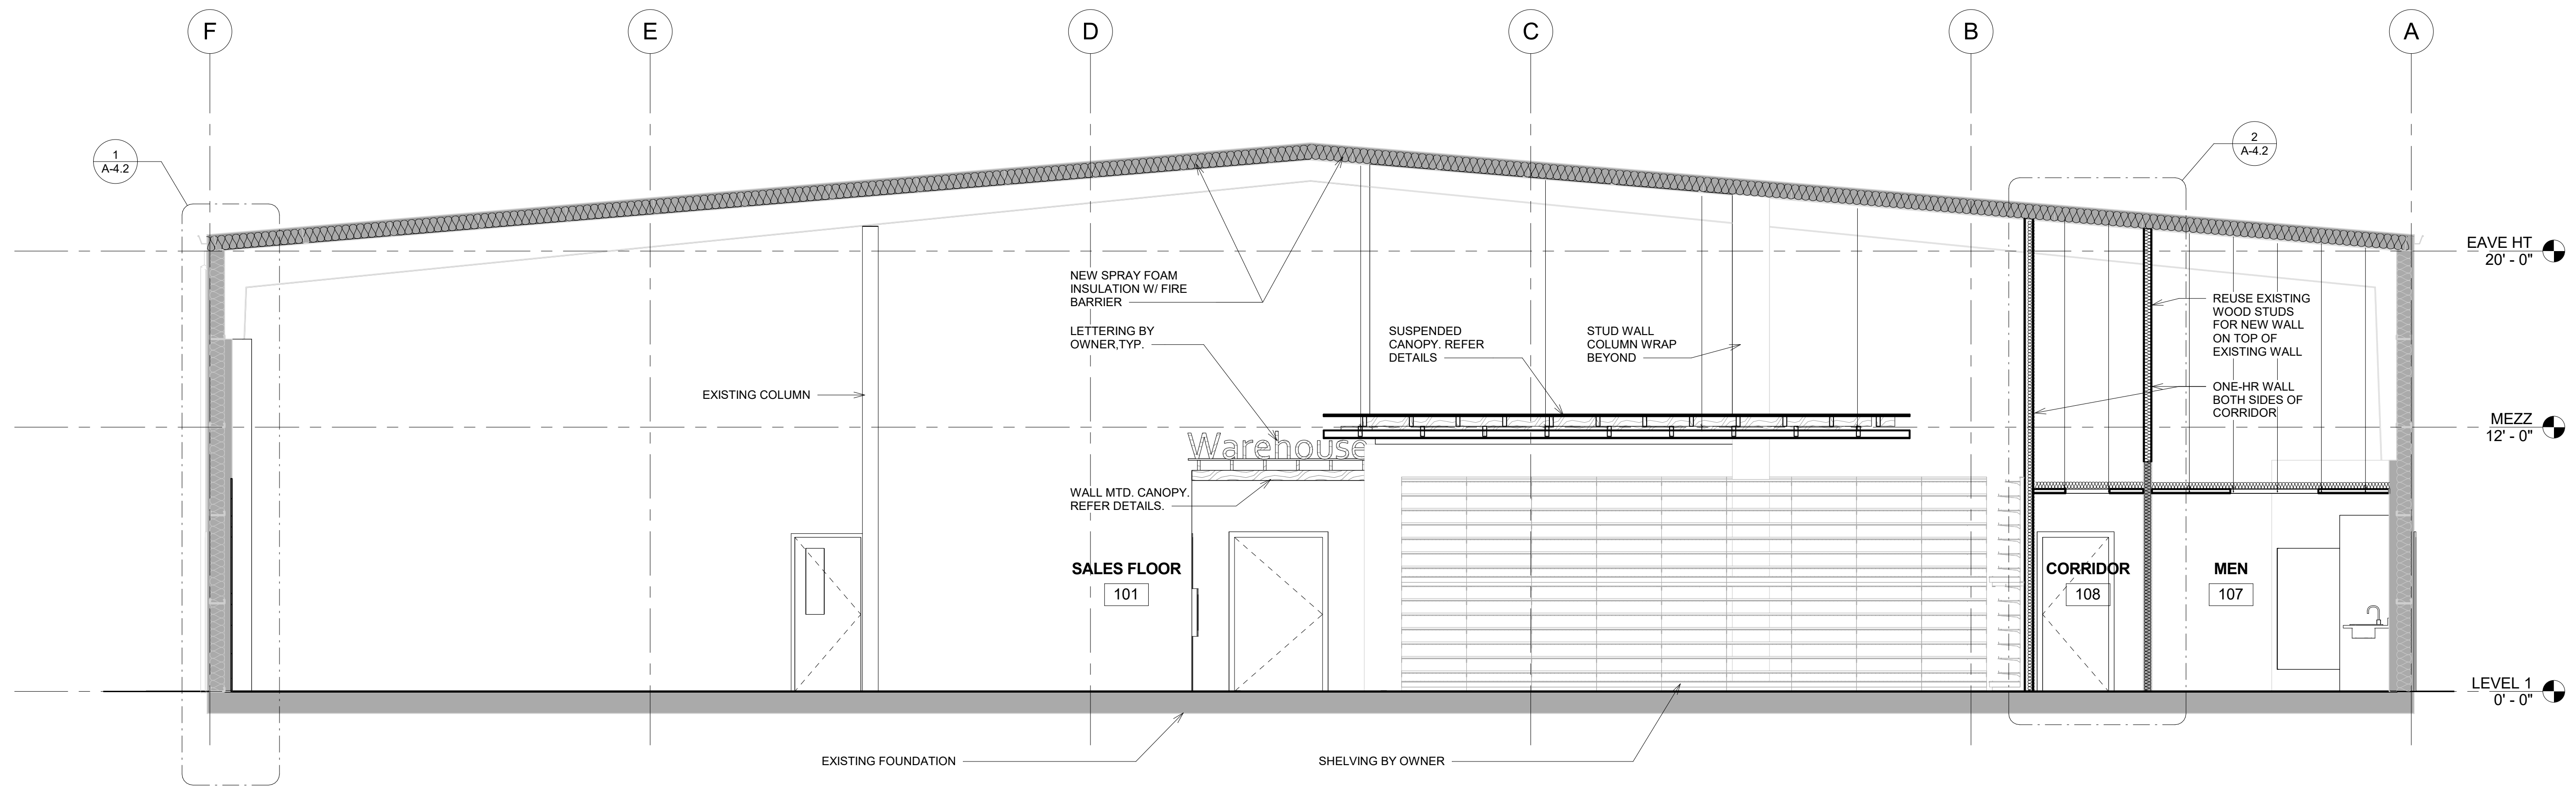 F
E
D
C
B
A
1
A-4.2
2
A-4.2
EAVE HT
20' - 0"
NEW SPRAY FOAM
INSULATION W/ FIRE
BARRIER
LETTERING BY
OWNER,TYP.
SUSPENDED
CANOPY. REFER
DETAILS
STUD WALL
COLUMN WRAP
BEYOND
REUSE EXISTING
WOOD STUDS
FOR NEW WALL
ON TOP OF
EXISTING WALL
ONE-HR WALL
BOTH SIDES OF
CORRIDOR
EXISTING COLUMN
MEZZ
12' - 0"
Warehouse
WALL MTD. CANOPY.
REFER DETAILS.
SALES FLOOR
101
CORRIDOR
108
MEN
107
LEVEL 1
0' - 0"
EXISTING FOUNDATION
SHELVING BY OWNER